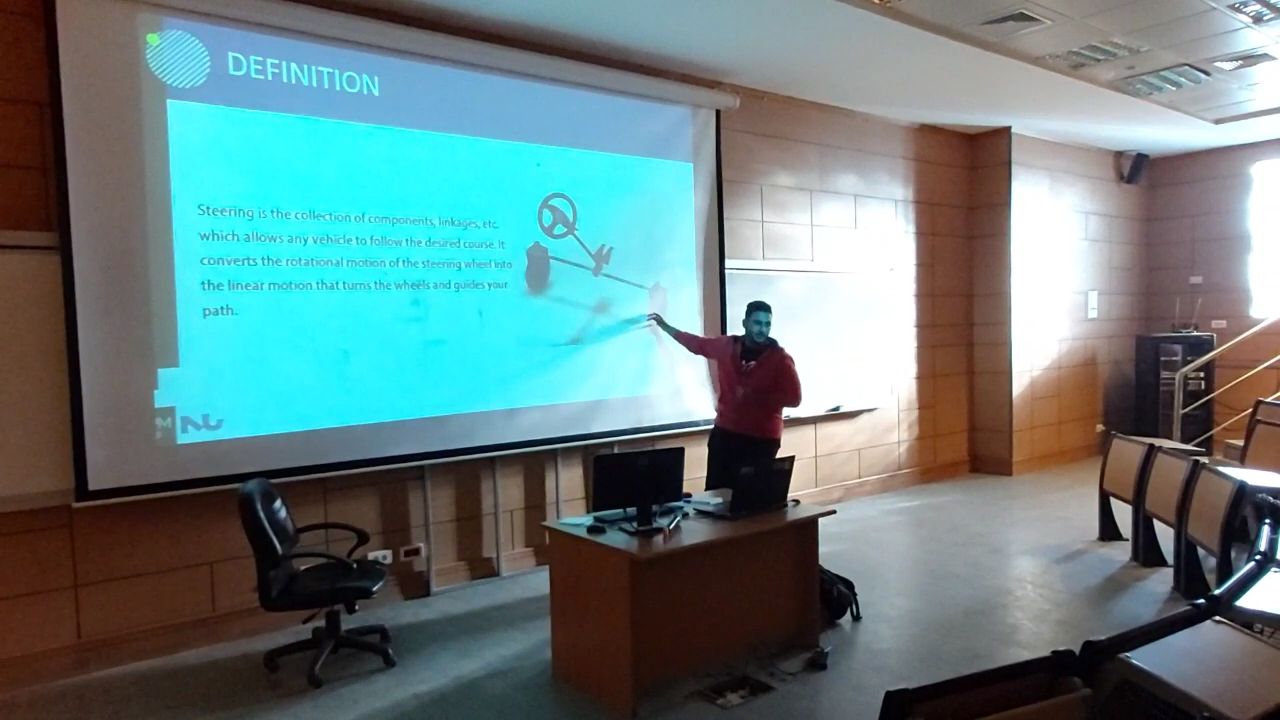 DEFINITION
Steering is the collection of components, linkages, etc.
which allows any vehicle to follow the desired course. It
converts the rotational motion of the steering wheel into
the linear motion that turns the wheels and guides your
path.
NU